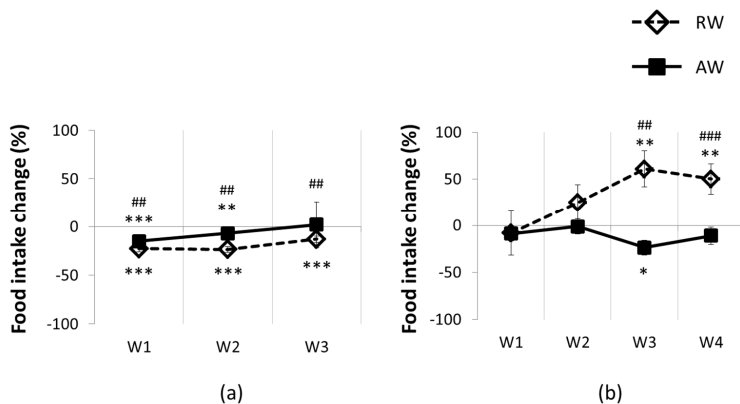 RW
AW
Food intake change (%)
100
50
0
-50
-100
##
***
##
**
##
***
***
***
W1 W2 W3
(a)
Food intake change (%)
100
50
0
-50
-100
##
**
###
**
*
W1 W2 W3 W4
(b)